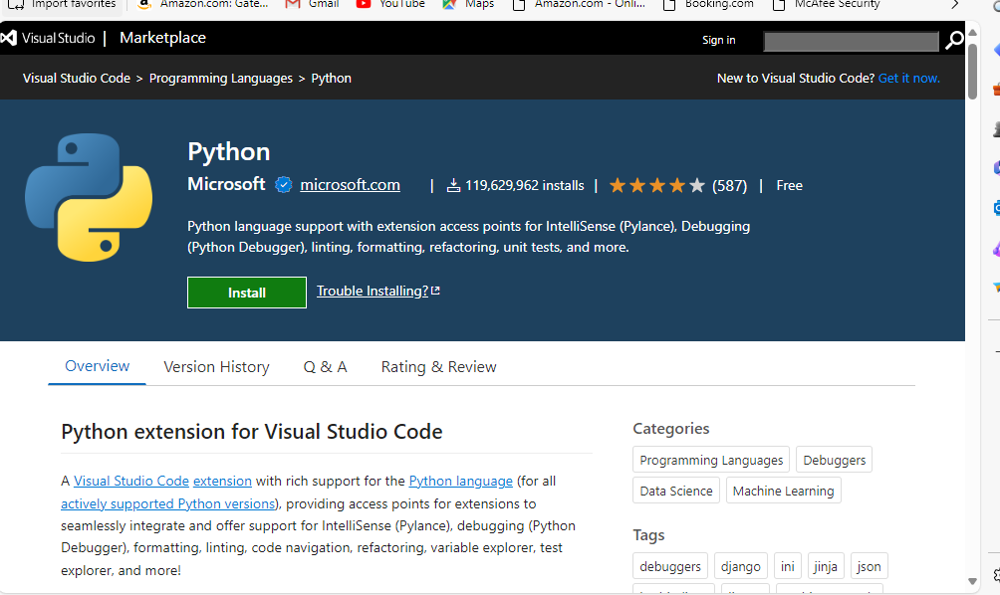 Import favorites Amazon.com: Gate... Gmail YouTube Maps Amazon.com - Onli... Booking.com McAfee Security
Visual Studio | Marketplace Sign in
Visual Studio Code > Programming Languages > Python New to Visual Studio Code? Get it now.
Python
Microsoft microsoft.com | 119,629,962 installs | (587) | Free
Python language support with extension access points for IntelliSense (Pylance), Debugging
(Python Debugger), linting, formatting, refactoring, unit tests, and more.
Install Trouble Installing?
Overview Version History Q & A Rating & Review
Python extension for Visual Studio Code
A Visual Studio Code extension with rich support for the Python language (for all
actively supported Python versions), providing access points for extensions to
seamlessly integrate and offer support for IntelliSense (Pylance), debugging (Python
Debugger), formatting, linting, code navigation, refactoring, variable explorer, test
explorer, and more!
Categories
Programming Languages Debuggers
Data Science Machine Learning
Tags
debuggers django ini jinja json